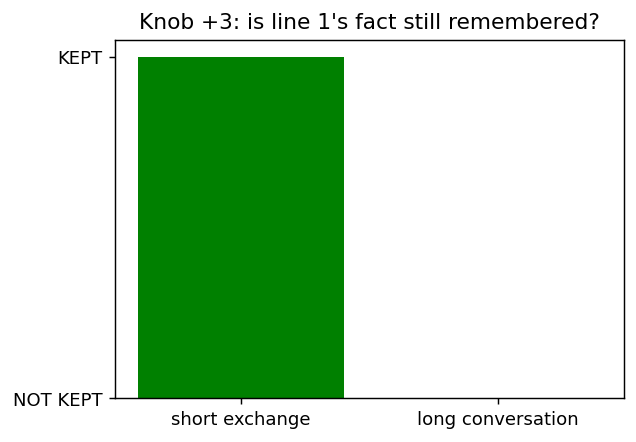 Knob +3: is line 1's fact still remembered?
KEPT
NOT KEPT
short exchange
long conversation